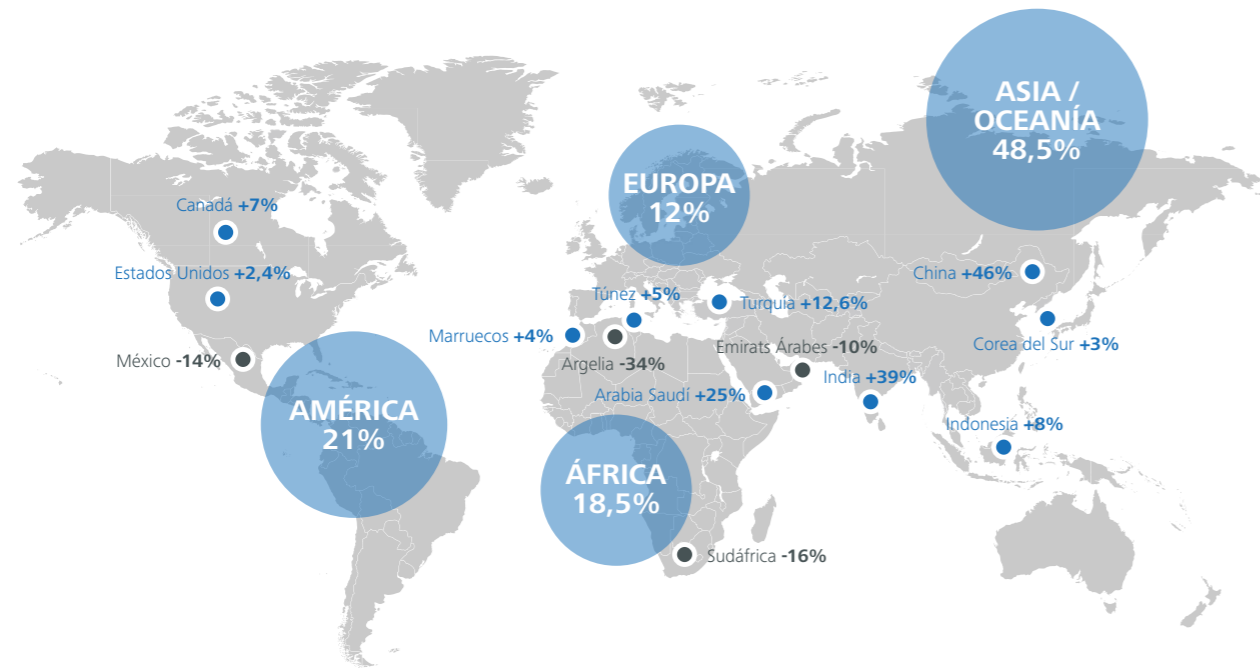 ASIA /
OCEANÍA
48,5%
EUROPA
12%
Canadá +7%
Estados Unidos +2,4%
China +46%
Túnez +5%
Turquía +12,6%
Marruecos +4%
Corea del Sur +3%
Emirats Árabes -10%
México -14%
Argelia -34%
India +39%
Arabia Saudí +25%
AMÉRICA
21%
Indonesia +8%
ÁFRICA
18,5%
Sudáfrica -16%